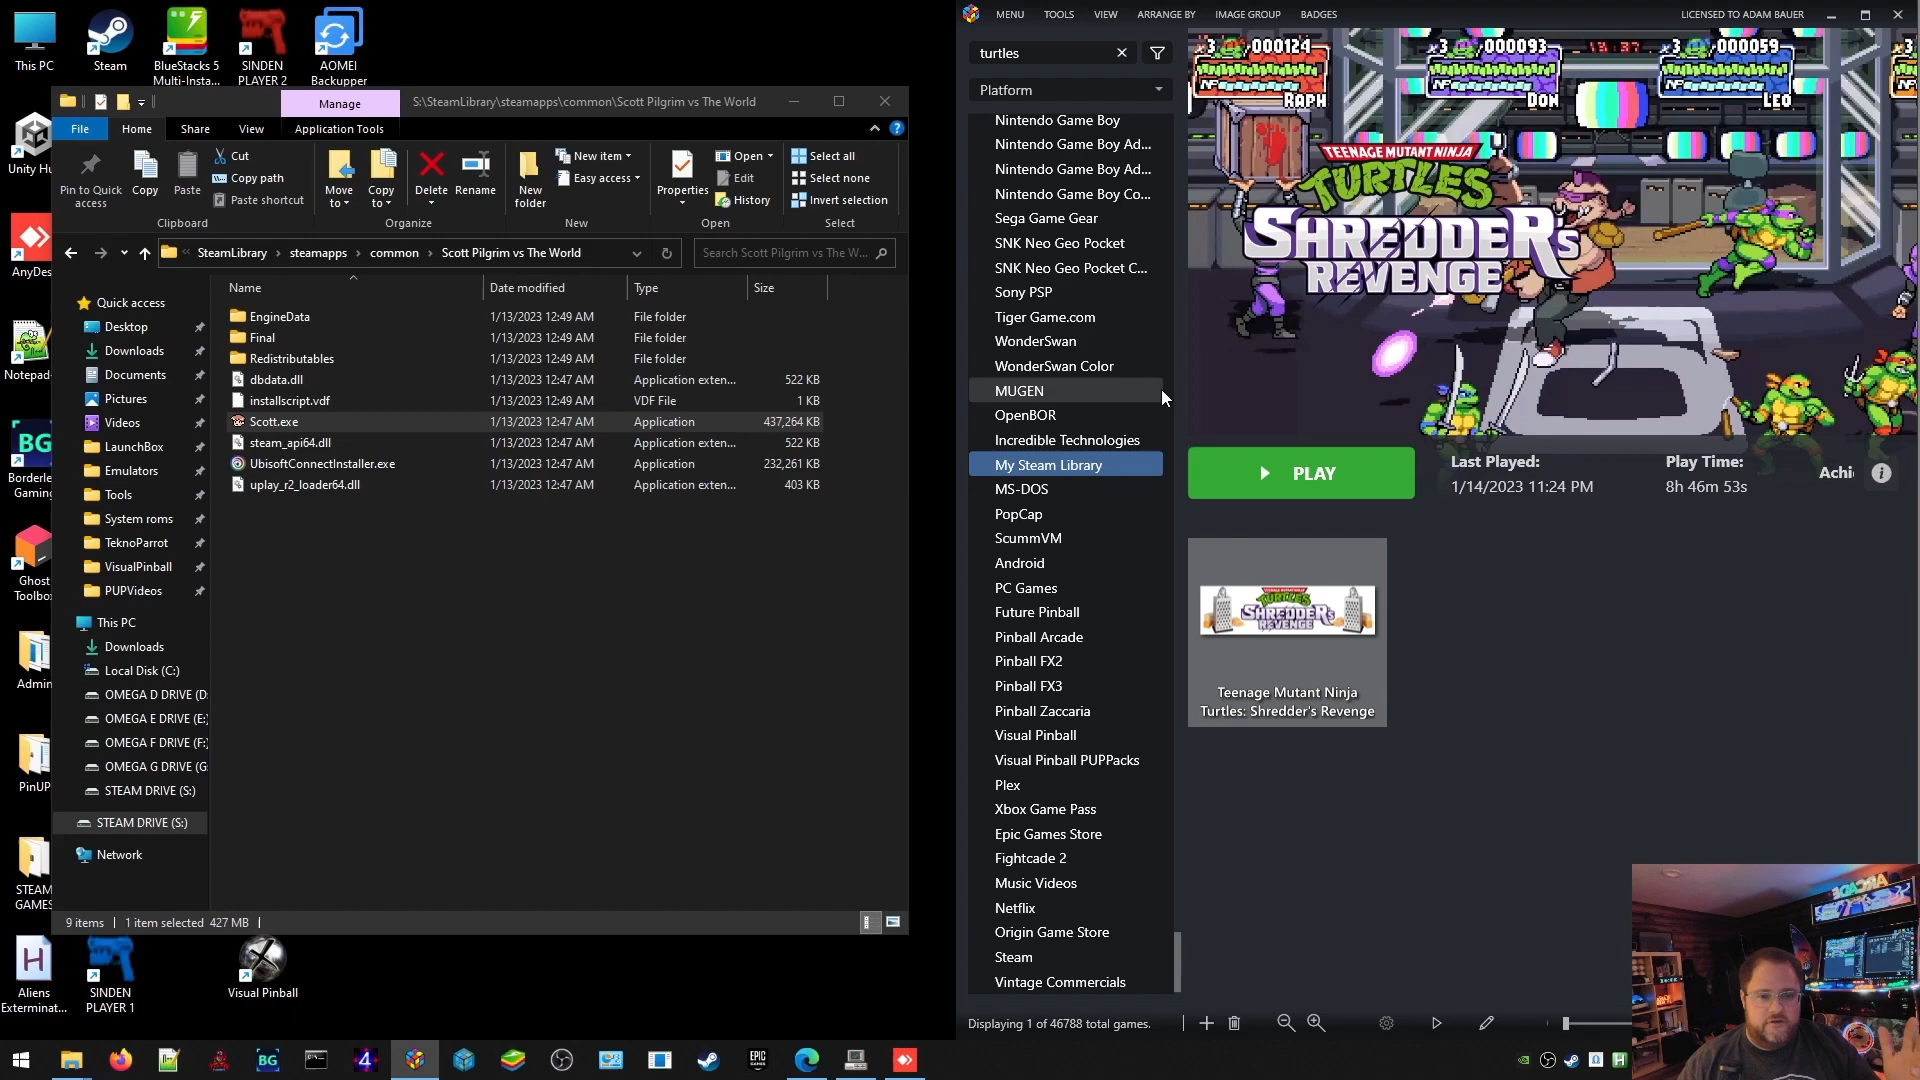 This PC
Steam
BlueStacks 5
Multi-Insta...
SINDEN
PLAYER 2
AOMEI
Backupper
Unity Hu
AnyDes
Notepad
Borderle
Gaming
Ghost
Toolbox
Admin
PinUP
STEAM
GAMES
Aliens
Exterminat...
SINDEN
PLAYER 1
Visual Pinball
Manage
S:\SteamLibrary\steamapps\common\Scott Pilgrim vs The World
File
Home
Share
View
Application Tools
Pin to Quick
access
Copy
Paste
Cut
Copy path
Paste shortcut
Clipboard
Move
to
Copy
to
Delete
Rename
Organize
New
folder
New item
Easy access
New
Properties
Open
Edit
History
Open
Select all
Select none
Invert selection
Select
SteamLibrary
steamapps
common
Scott Pilgrim vs The World
Search Scott Pilgrim vs The W...
Quick access
Desktop
Downloads
Documents
Pictures
Videos
LaunchBox
Emulators
Tools
System roms
TeknoParrot
VisualPinball
PUPVideos
This PC
Downloads
Local Disk (C:)
OMEGA D DRIVE (D:
OMEGA E DRIVE (E:)
OMEGA F DRIVE (F:)
OMEGA G DRIVE (G
STEAM DRIVE (S:)
STEAM DRIVE (S:)
Network
Name Date modified Type Size
EngineData 1/13/2023 12:49 AM File folder
Final 1/13/2023 12:49 AM File folder
Redistributables 1/13/2023 12:49 AM File folder
dbdata.dll 1/13/2023 12:47 AM Application exten... 522 KB
installscript.vdf 1/13/2023 12:49 AM VDF File 1 KB
Scott.exe 1/13/2023 12:47 AM Application 437,264 KB
steam_api64.dll 1/13/2023 12:47 AM Application exten... 522 KB
UbisoftConnectInstaller.exe 1/13/2023 12:47 AM Application 232,261 KB
uplay_r2_loader64.dll 1/13/2023 12:47 AM Application exten... 403 KB
9 items 1 item selected 427 MB
MENU TOOLS VIEW ARRANGE BY IMAGE GROUP BADGES LICENSED TO ADAM BAUER
turtles
Platform
Nintendo Game Boy
Nintendo Game Boy Ad...
Nintendo Game Boy Ad...
Nintendo Game Boy Co...
Sega Game Gear
SNK Neo Geo Pocket
SNK Neo Geo Pocket C...
Sony PSP
Tiger Game.com
WonderSwan
WonderSwan Color
MUGEN
OpenBOR
Incredible Technologies
My Steam Library
MS-DOS
PopCap
ScummVM
Android
PC Games
Future Pinball
Pinball Arcade
Pinball FX2
Pinball FX3
Pinball Zaccaria
Visual Pinball
Visual Pinball PUPPacks
Plex
Xbox Game Pass
Epic Games Store
Fightcade 2
Music Videos
Netflix
Origin Game Store
Steam
Vintage Commercials
Displaying 1 of 46788 total games.
x3 000124
RAPH
x3 000093
DON
x3 000059
LEO
TEENAGE MUTANT NINJA
TURTLES
SHREDDER'S
REVENGE
PLAY
Last Played:
1/14/2023 11:24 PM
Play Time:
8h 46m 53s
Achi
TURTLES
SHREDDER'S
REVENGE
Teenage Mutant Ninja
Turtles: Shredder's Revenge
BG
4
EPIC
BG